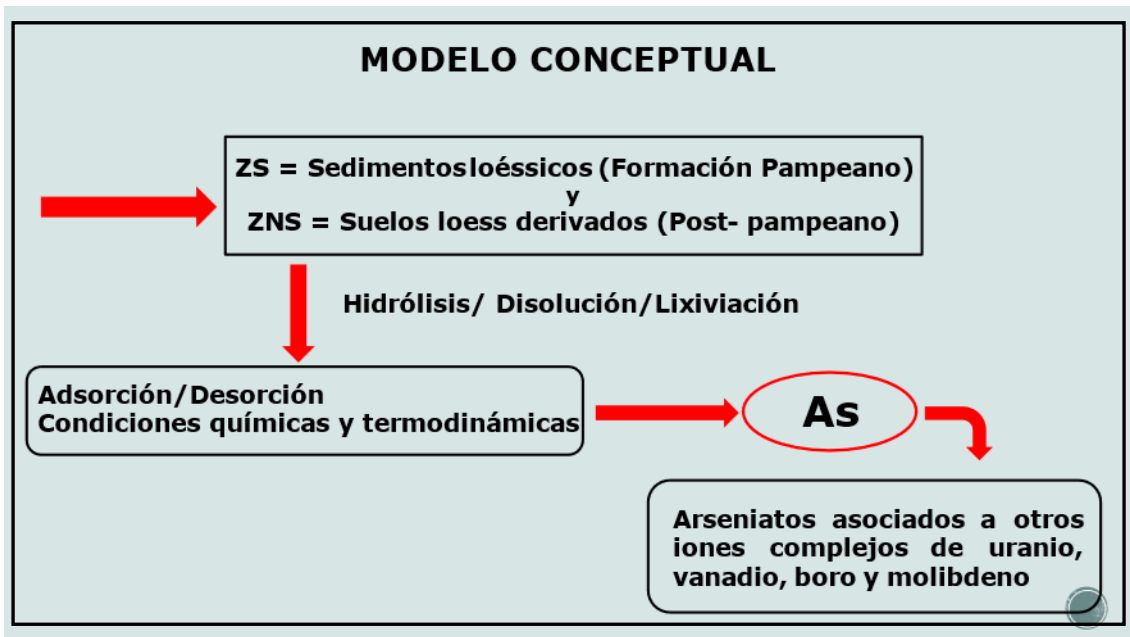 MODELO CONCEPTUAL
ZS = Sedimentos loéssicos (Formación Pampeano)
y
ZNS = Suelos loess derivados (Post- pampeano)
Hidrólisis/ Disolución/Lixiviación
Adsorción/Desorción
Condiciones químicas y termodinámicas
As
Arseniatos asociados a otros
iones complejos de uranio,
vanadio, boro y molibdeno